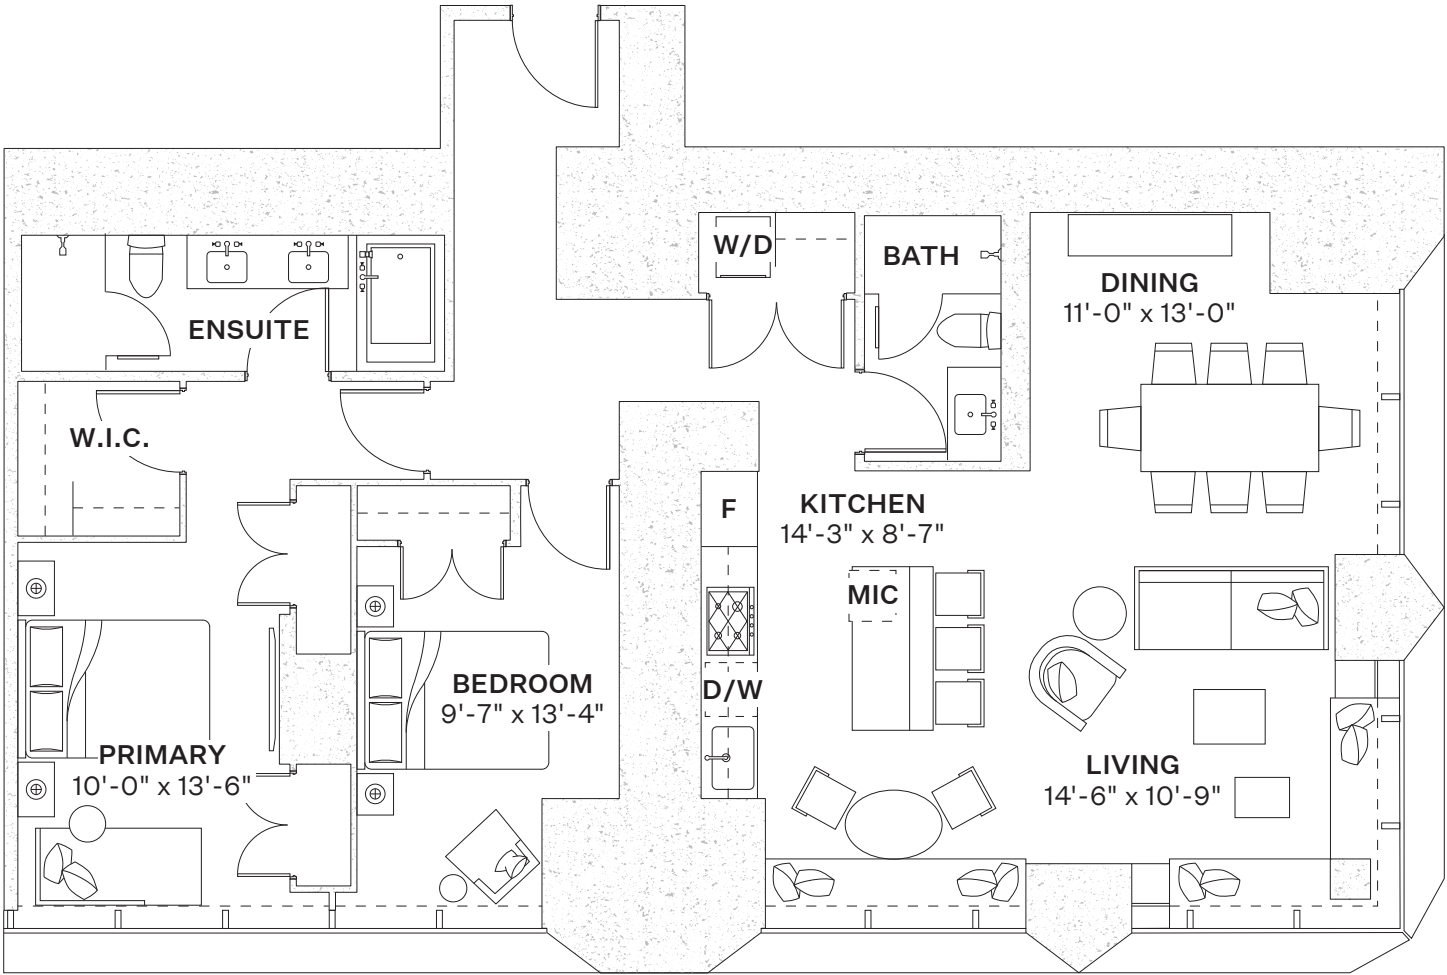 W/D
BATH
DINING
11'-0" x 13'-0"
ENSUITE
W.I.C.
F
KITCHEN
14'-3" x 8'-7"
MIC
D/W
BEDROOM
9'-7" x 13'-4"
PRIMARY
10'-0" x 13'-6"
LIVING
14'-6" x 10'-9"